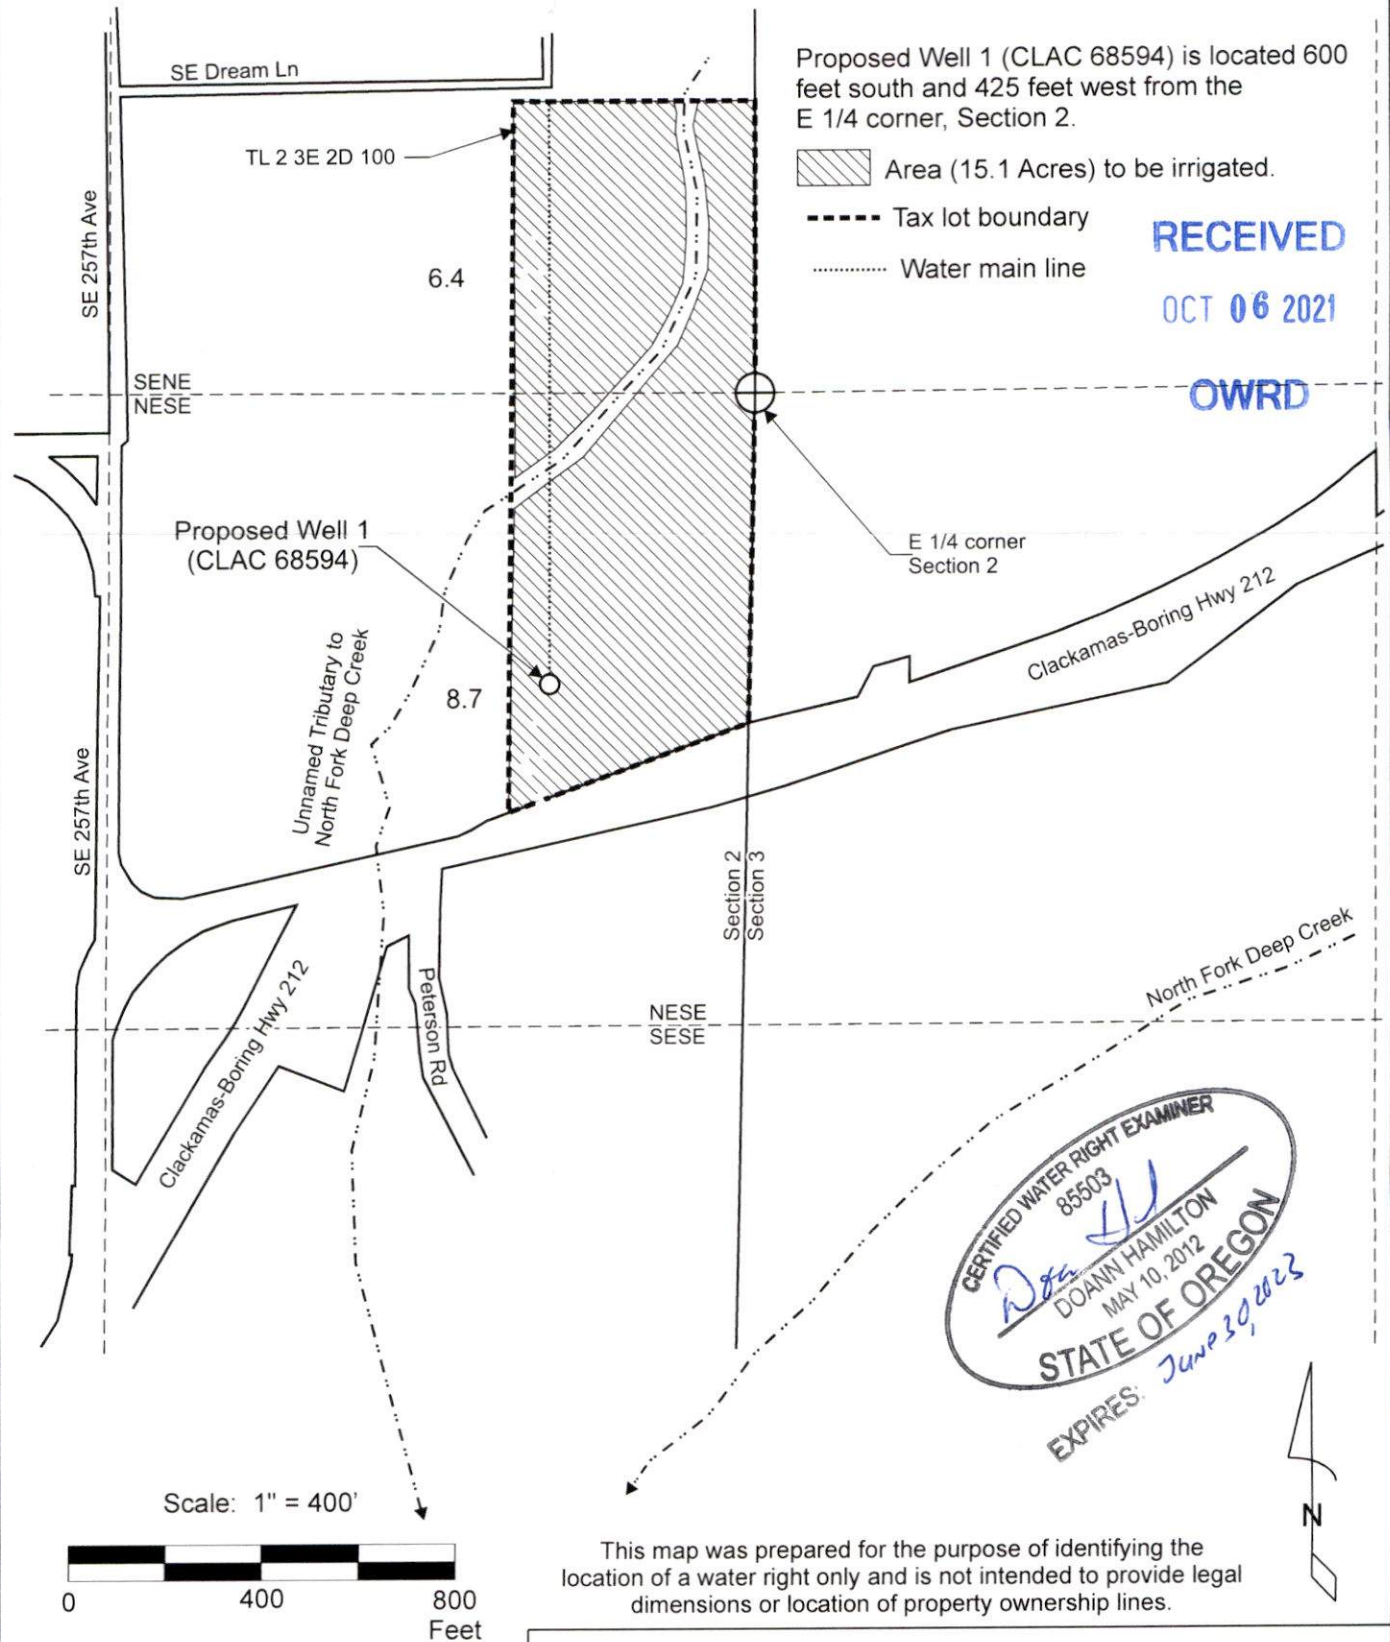 SE Dream Ln
Proposed Well 1 (CLAC 68594) is located 600
feet south and 425 feet west from the
E 1/4 corner, Section 2.
TL 2 3E 2D 100
Area (15.1 Acres) to be irrigated.
Tax lot boundary
Water main line
RECEIVED
OCT 06 2021
OWRD
SE 257th Ave
6.4
SENE
NESE
Proposed Well 1
(CLAC 68594)
E 1/4 corner
Section 2
Clackamas-Boring Hwy 212
Unnamed Tributary to
North Fork Deep Creek
8.7
SE 257th Ave
Section 2
Section 3
North Fork Deep Creek
Clackamas-Boring Hwy 212
Peterson Rd
NESE
SESE
CERTIFIED WATER RIGHT EXAMINER
85503
DOANN HAMILTON
MAY 10, 2012
STATE OF OREGON
EXPIRES: June 30, 2023
Scale: 1" = 400'
0
400
800
Feet
N
This map was prepared for the purpose of identifying the
location of a water right only and is not intended to provide legal
dimensions or location of property ownership lines.